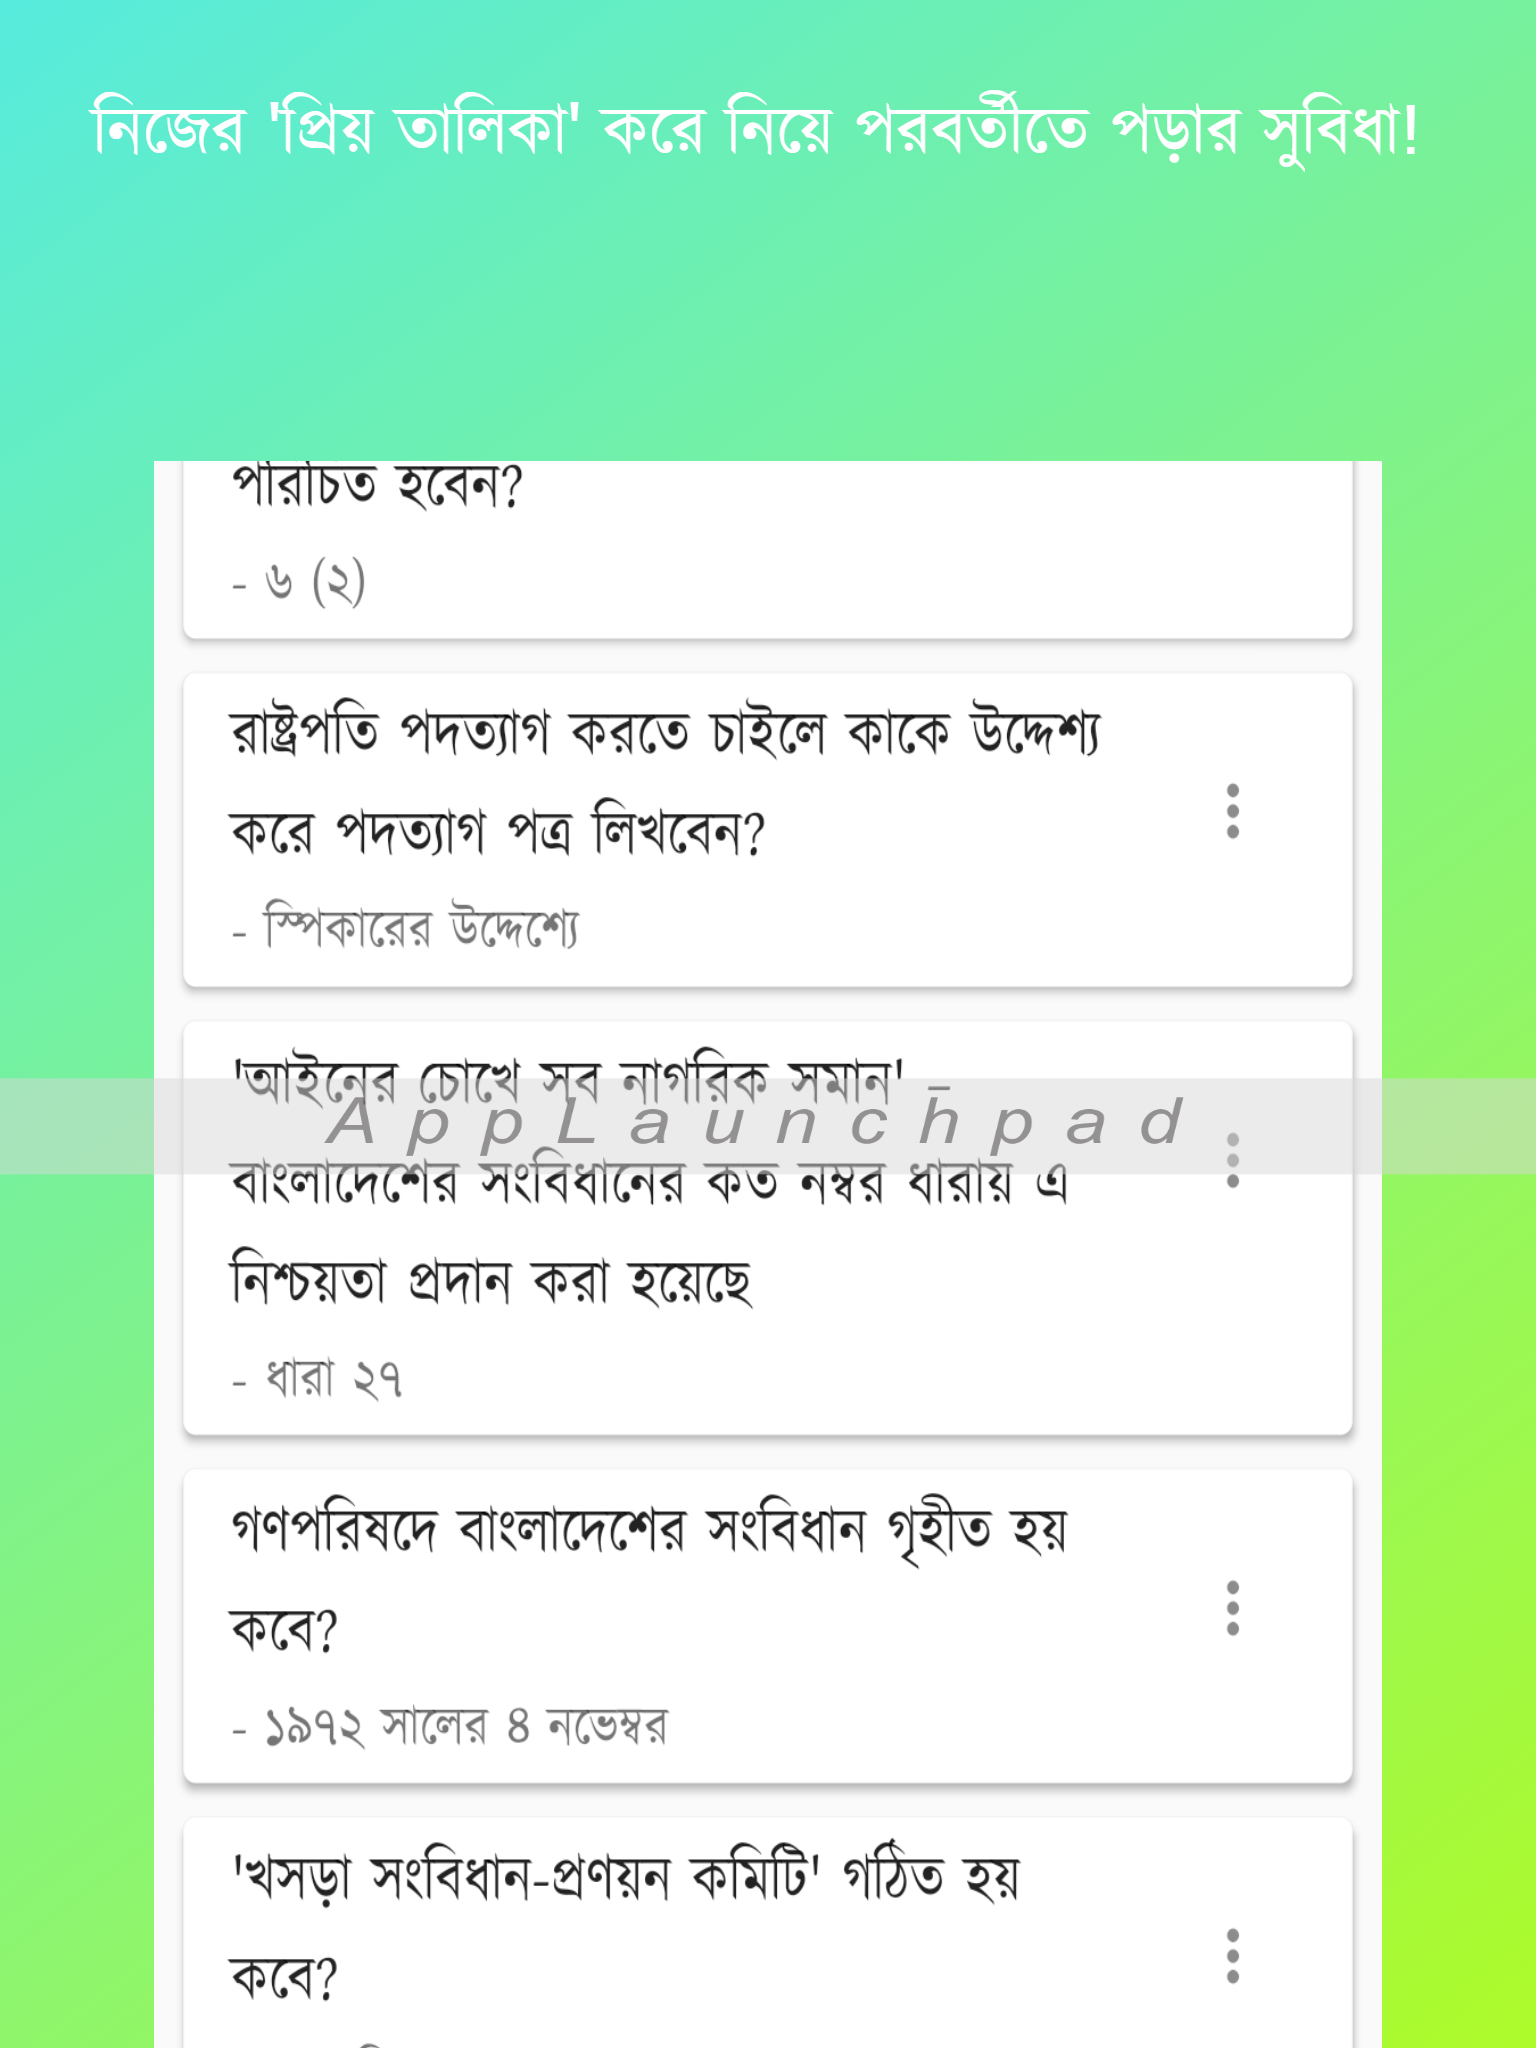 নিজের 'প্রিয় তালিকা' করে নিয়ে পরবর্তীতে পড়ার সুবিধা!
পরিচিত হবেন?
- ৬ (২)
রাষ্ট্রপতি পদত্যাগ করতে চাইলে কাকে উদ্দেশ্য
করে পদত্যাগ পত্র লিখবেন?
- স্পিকারের উদ্দেশ্যে
'আইনের চোখে সব নাগরিক সমান' -
AppLaunchpad
বাংলাদেশের সংবিধানের কত নম্বর ধারায় এ
নিশ্চয়তা প্রদান করা হয়েছে
- ধারা ২৭
গণপরিষদে বাংলাদেশের সংবিধান গৃহীত হয়
কবে?
- ১৯৭২ সালের ৪ নভেম্বর
'খসড়া সংবিধান-প্রণয়ন কমিটি' গঠিত হয়
কবে?